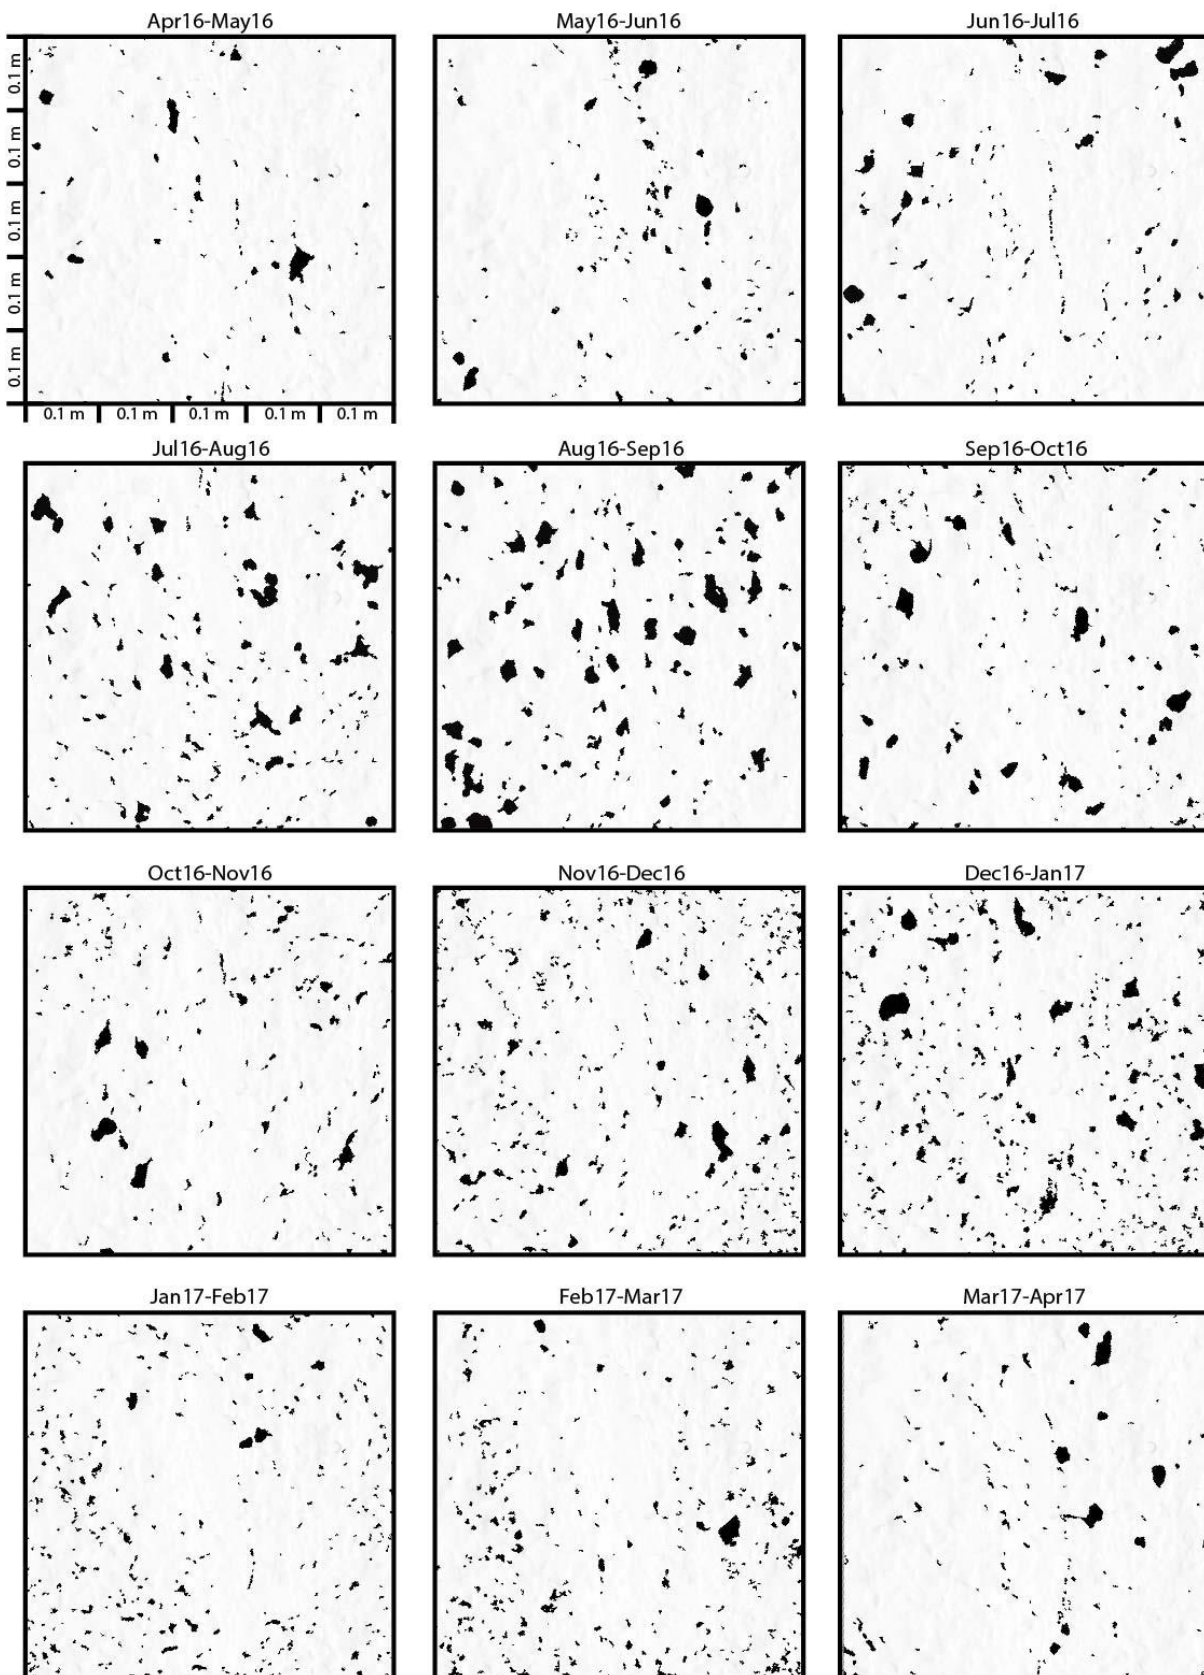 Apr16-May16
May16-Jun16
Jun16-Jul16
0.1 m
0.1 m
0.1 m
0.1 m
0.1 m
0.1 m
0.1 m
0.1 m
0.1 m
0.1 m
Jul16-Aug16
Aug16-Sep16
Sep16-Oct16
Oct16-Nov16
Nov16-Dec16
Dec16-Jan17
Jan17-Feb17
Feb17-Mar17
Mar17-Apr17